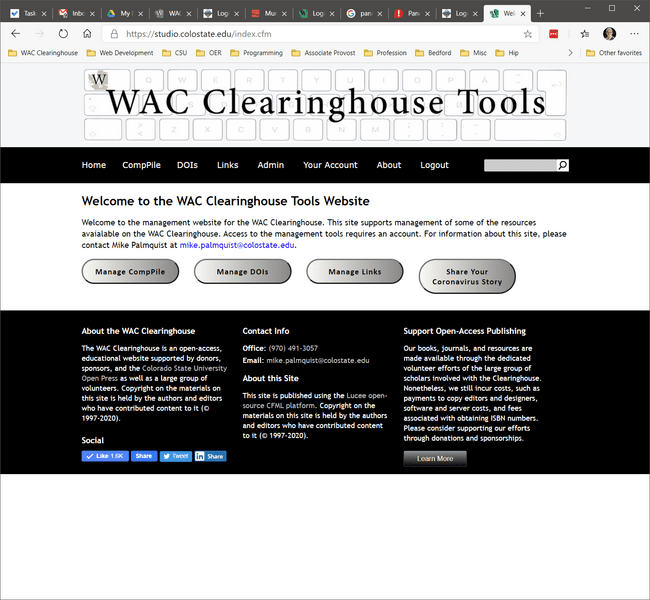 Task
Inbo
My
WAC
Logo
Mur
Logo
pan
Pan
Logo
Wel
https://studio.colostate.edu/index.cfm
WAC Clearinghouse
Web Development
CSU
OER
Programming
Associate Provost
Profession
Bedford
Misc
Hip
Other favorites
W
WAC Clearinghouse Tools
Home CompPile DOIs Links Admin Your Account About Logout
Welcome to the WAC Clearinghouse Tools Website
Welcome to the management website for the WAC Clearinghouse. This site supports management of some of the resources
avaialable on the WAC Clearinghouse. Access to the management tools requires an account. For information about this site, please
contact Mike Palmquist at mike.palmquist@colostate.edu.
Manage CompPile
Manage DOIs
Manage Links
Share Your
Coronavirus Story
About the WAC Clearinghouse
The WAC Clearinghouse is an open-access,
educational website supported by donors,
sponsors, and the Colorado State University
Open Press as well as a large group of
volunteers. Copyright on the materials on
this site is held by the authors and editors
who have contributed content to it (©
1997-2020).
Social
Like 1.6K
Share
Tweet
in Share
Contact Info
Office: (970) 491-3057
Email: mike.palmquist@colostate.edu
About this Site
This site is published using the Lucee open-
source CFML platform. Copyright on the
materials on this site is held by the authors
and editors who have contributed content
to it (© 1997-2020).
Support Open-Access Publishing
Our books, journals, and resources are
made available through the dedicated
volunteer efforts of the large group of
scholars involved with the Clearinghouse.
Nonetheless, we still incur costs, such as
payments to copy editors and designers,
software and server costs, and fees
associated with obtaining ISBN numbers.
Please consider supporting our efforts
through donations and sponsorships.
Learn More